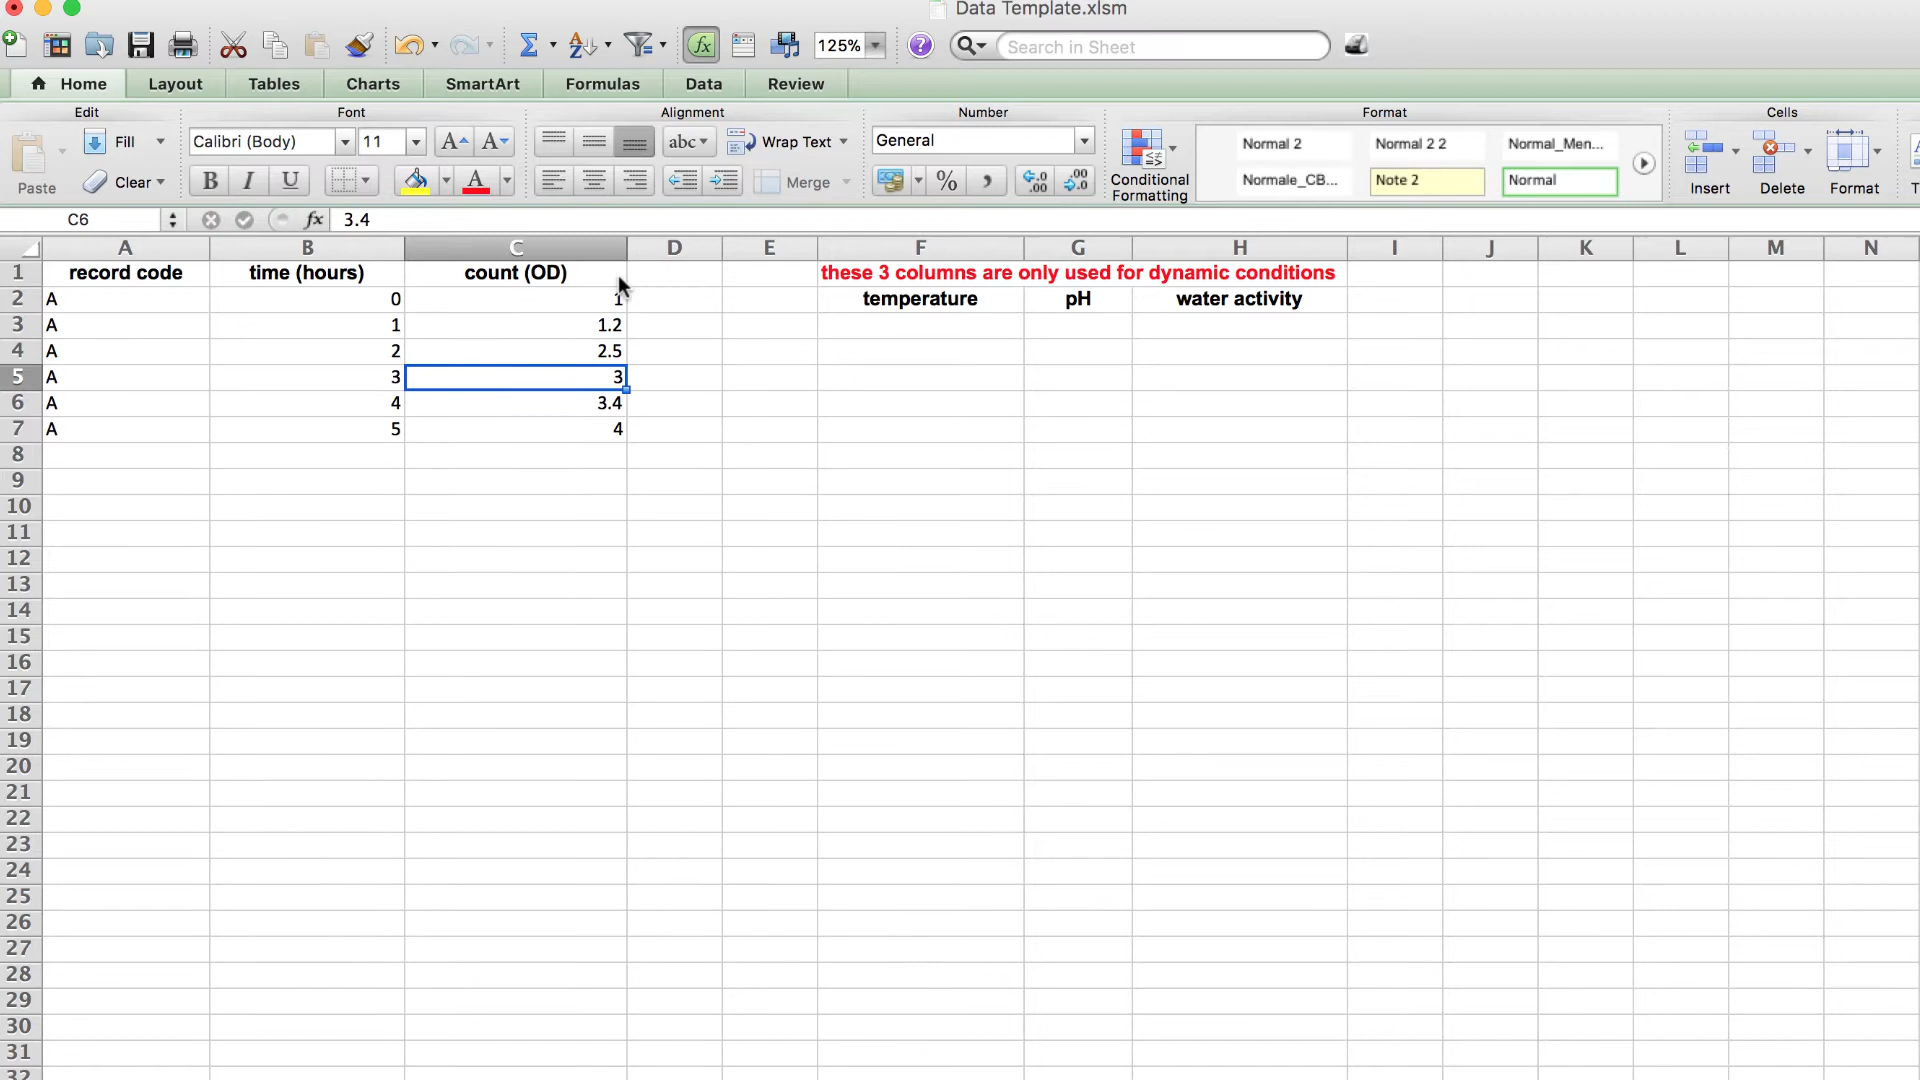 Data Template.xlsm
125%
Search in Sheet
Home Layout Tables Charts SmartArt Formulas Data Review
Edit Font Alignment Number Format Cells
Fill Calibri (Body) 11 abc Wrap Text General Normal 2 Normal 2 2 Normal_Men...
Paste Clear B I U Merge % Conditional Formatting Normale_CB... Note 2 Normal Insert Delete Format
C6 fx 3.4
A B C D E F G H I J K L M N
1 record code time (hours) count (OD) these 3 columns are only used for dynamic conditions
2 A 0 1 temperature pH water activity
3 A 1 1.2
4 A 2 2.5
5 A 3 3
6 A 4 3.4
7 A 5 4
8
9
10
11
12
13
14
15
16
17
18
19
20
21
22
23
24
25
26
27
28
29
30
31
32